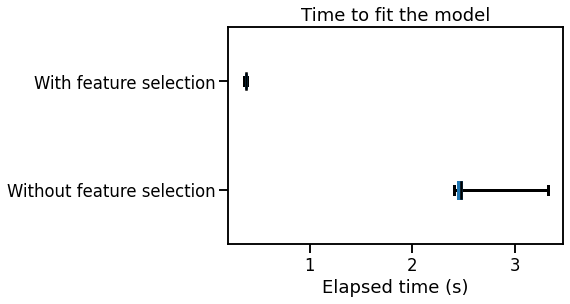 Time to fit the model
With feature selection
Without feature selection
1 2 3
Elapsed time (s)